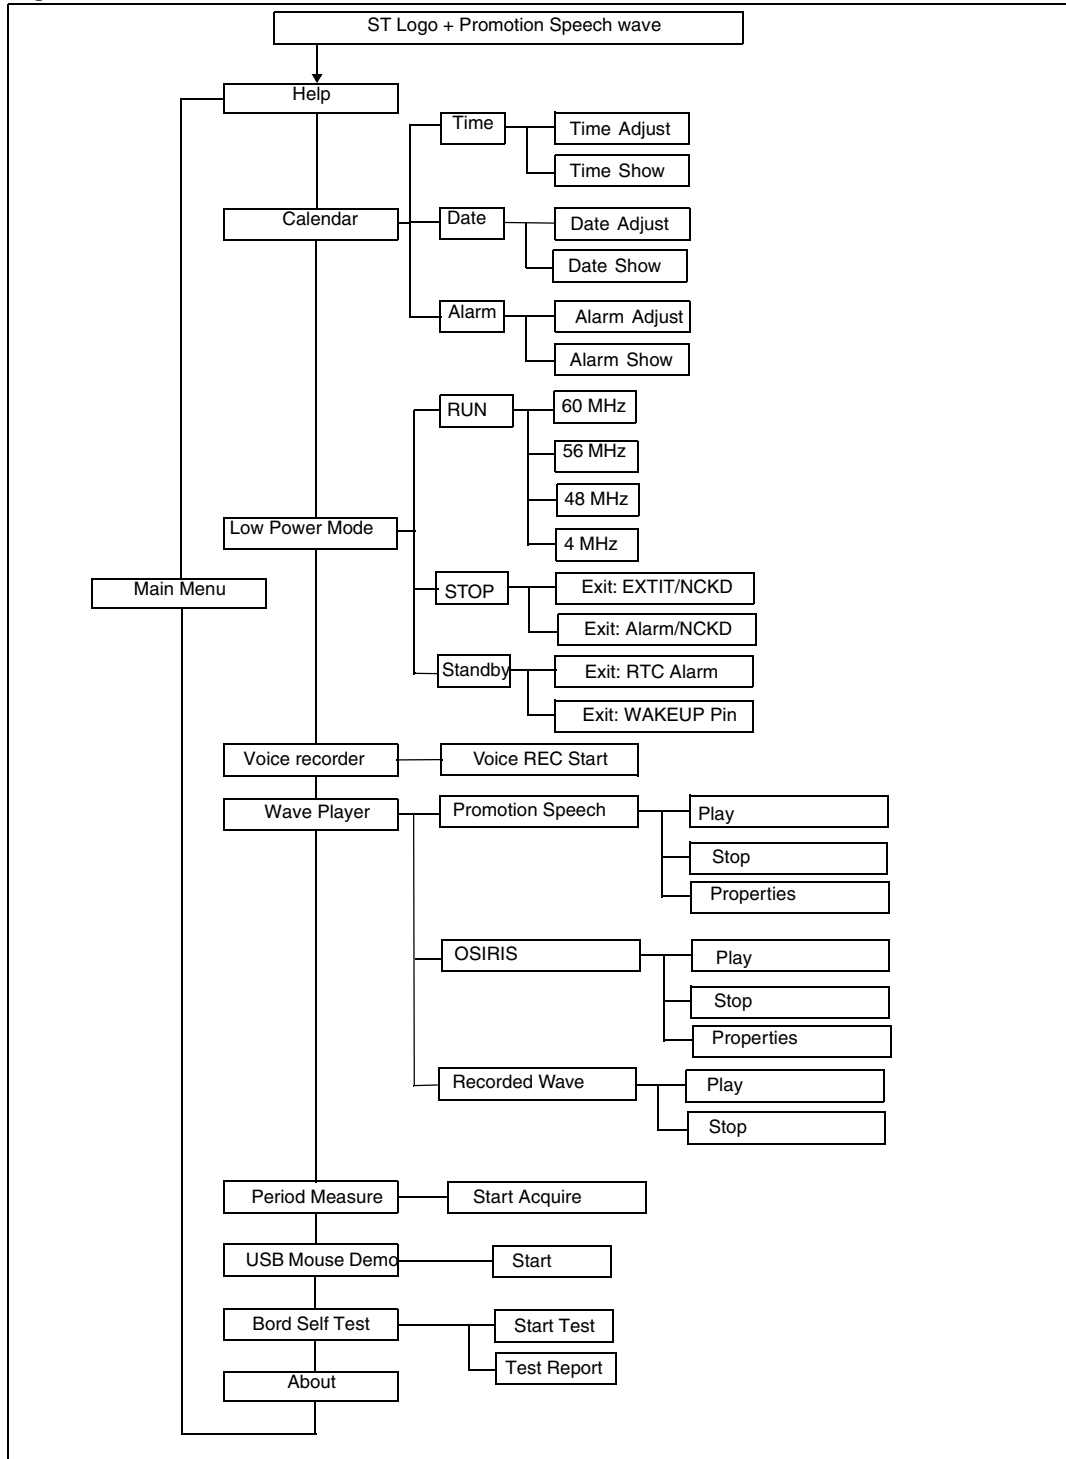 ST Logo + Promotion Speech wave
Help
Time
Time Adjust
Time Show
Calendar
Date
Date Adjust
Date Show
Alarm
Alarm Adjust
Alarm Show
RUN
60 MHz
56 MHz
48 MHz
4 MHz
Low Power Mode
Main Menu
STOP
Exit: EXTIT/NCKD
Exit: Alarm/NCKD
Standby
Exit: RTC Alarm
Exit: WAKEUP Pin
Voice recorder
Voice REC Start
Wave Player
Promotion Speech
Play
Stop
Properties
OSIRIS
Play
Stop
Properties
Recorded Wave
Play
Stop
Period Measure
Start Acquire
USB Mouse Demo
Start
Bord Self Test
Start Test
Test Report
About